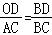 OD/AC = BD/BC